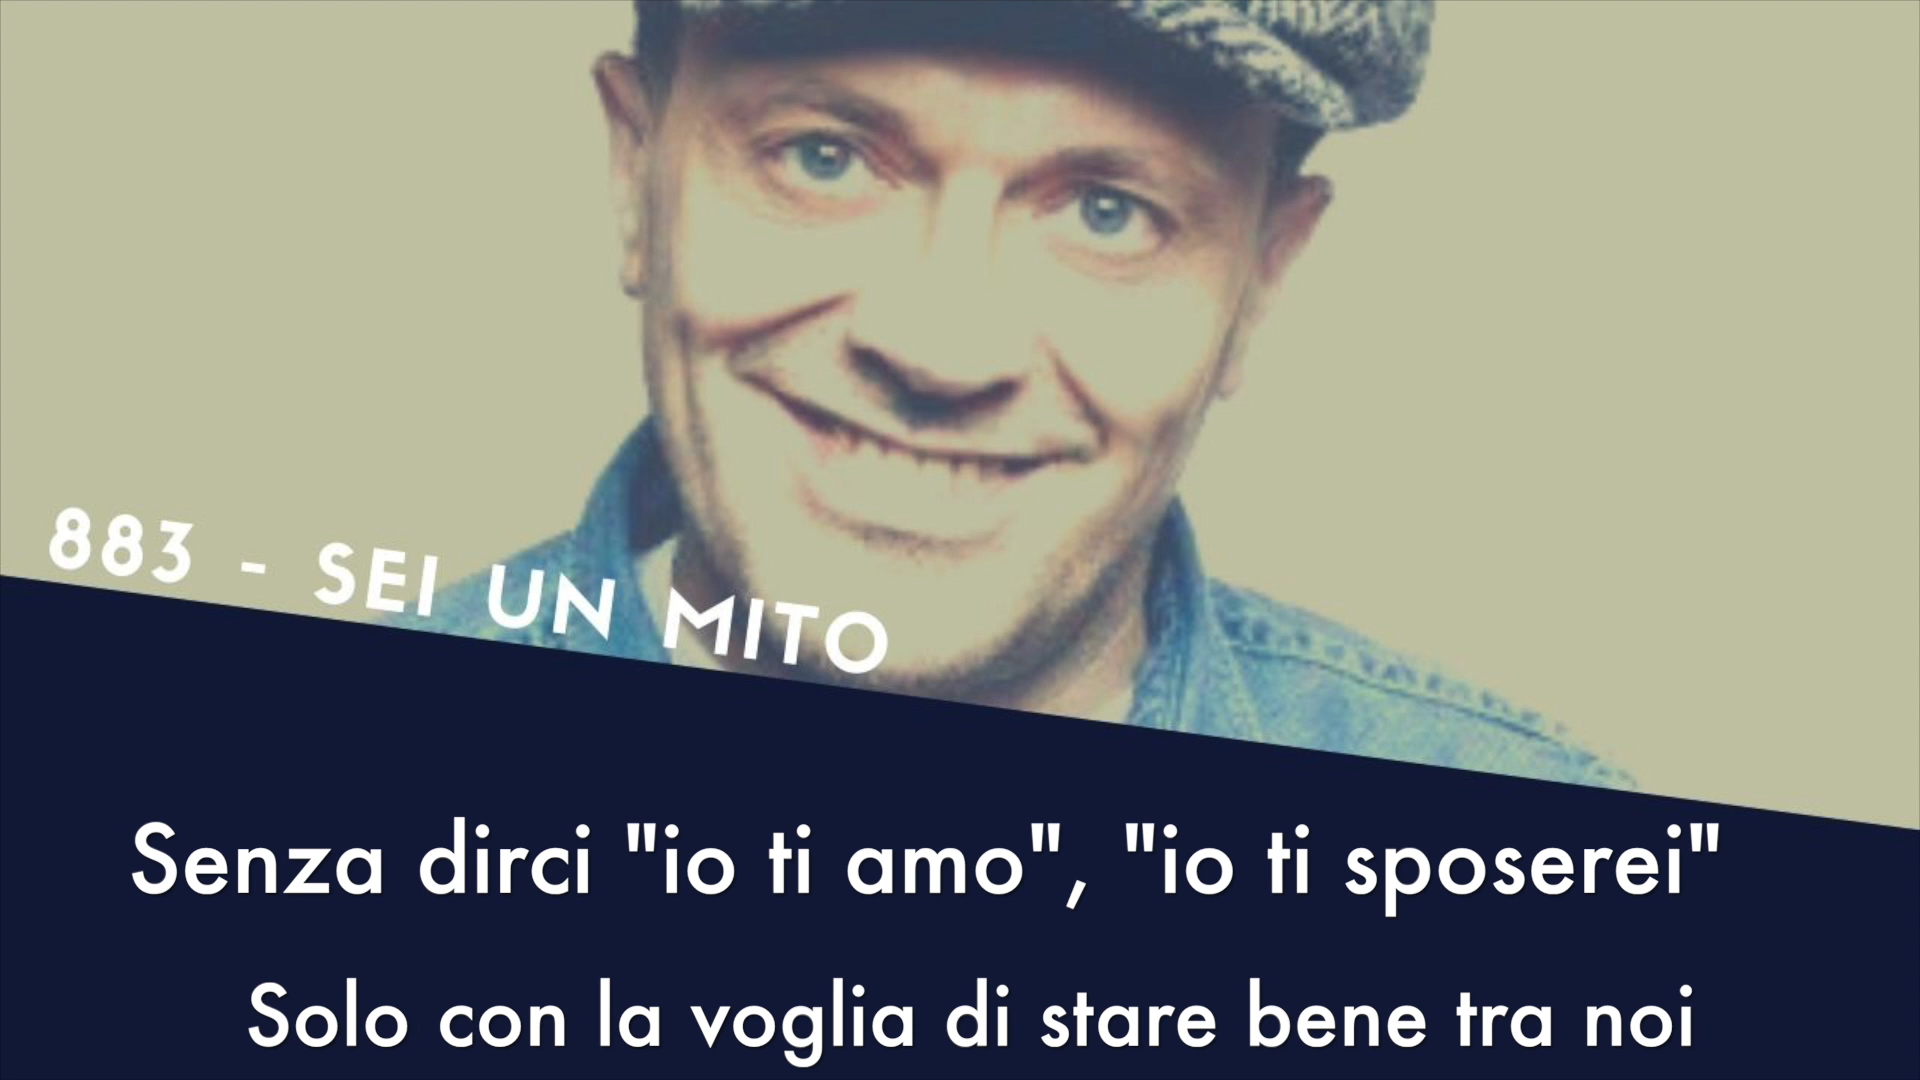 883 - SEI UN MITO
Senza dirci "io ti amo", "io ti sposerei"
Solo con la voglia di stare bene tra noi